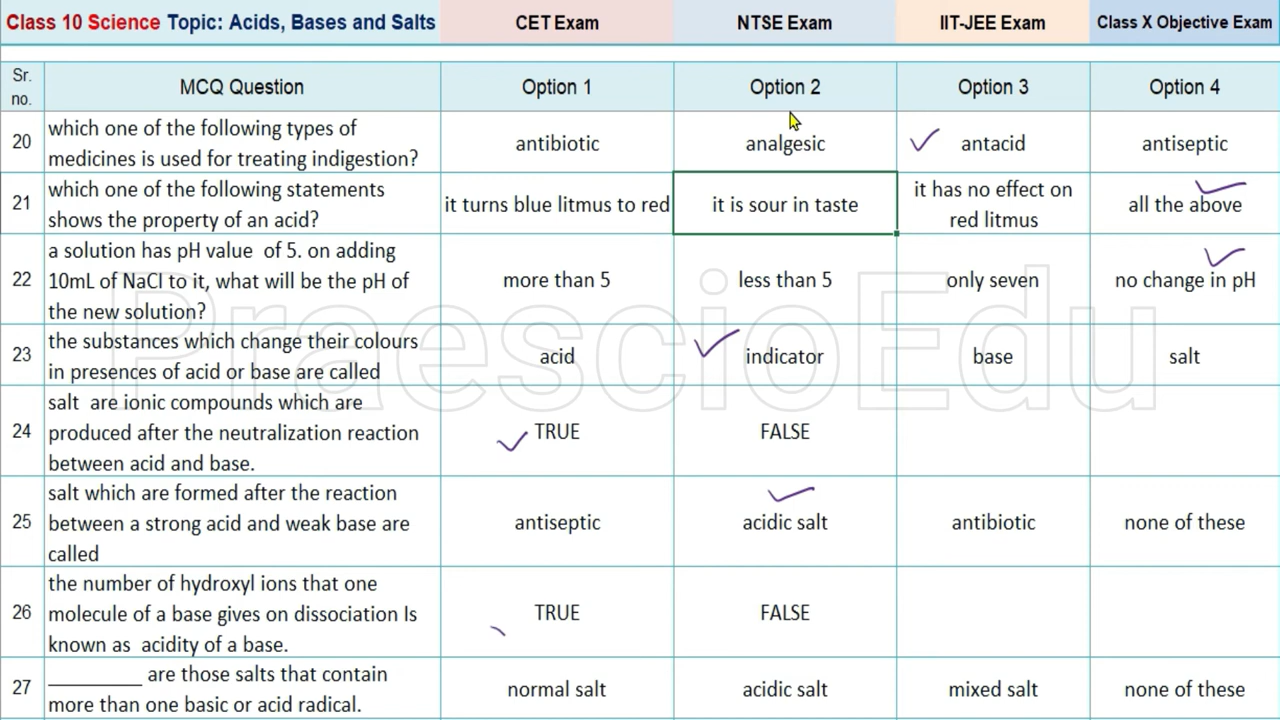 Class 10 Science Topic: Acids, Bases and Salts
CET Exam
NTSE Exam
IIT-JEE Exam
Class X Objective Exam
Sr. no.
MCQ Question
Option 1
Option 2
Option 3
Option 4
20
which one of the following types of
medicines is used for treating indigestion?
antibiotic
analgesic
antacid
antiseptic
21
which one of the following statements
shows the property of an acid?
it turns blue litmus to red
it is sour in taste
it has no effect on
red litmus
all the above
22
a solution has pH value of 5. on adding
10mL of NaCl to it, what will be the pH of
the new solution?
more than 5
less than 5
only seven
no change in pH
23
the substances which change their colours
in presences of acid or base are called
acid
indicator
base
salt
24
salt are ionic compounds which are
produced after the neutralization reaction
between acid and base.
TRUE
FALSE
25
salt which are formed after the reaction
between a strong acid and weak base are
called
antiseptic
acidic salt
antibiotic
none of these
26
the number of hydroxyl ions that one
molecule of a base gives on dissociation Is
known as acidity of a base.
TRUE
FALSE
27
_________ are those salts that contain
more than one basic or acid radical.
normal salt
acidic salt
mixed salt
none of these
PraescioEdu